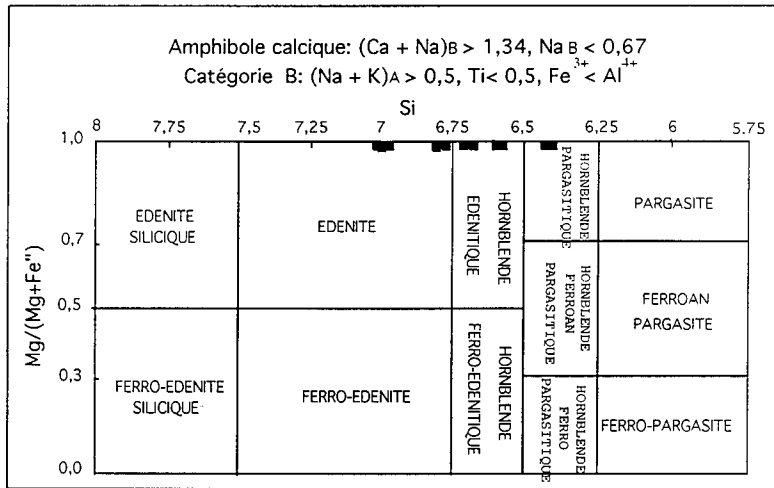 Amphibole calcique: (Ca + Na)B > 1,34, Na B < 0,67
Catégorie B: (Na + K)A > 0,5, Ti< 0,5, Fe3+ < Al4+
Si
8 7,75 7,5 7,25 7 6,75 6,5 6,25 6 5.75
Mg/(Mg+Fe")
1,0
0,7
0,5
0,3
0,0
EDENITE
SILICIQUE
EDENITE
HORNBLENDE
EDENITIQUE
HORNBLENDE
PARGASITIQUE
PARGASITE
HORNBLENDE
FERROAN
PARGASITIQUE
FERROAN
PARGASITE
FERRO-EDENITE
SILICIQUE
FERRO-EDENITE
HORNBLENDE
FERRO-EDENITIQUE
HORNBLENDE
FERRO
PARGASITIQUE
FERRO-PARGASITE